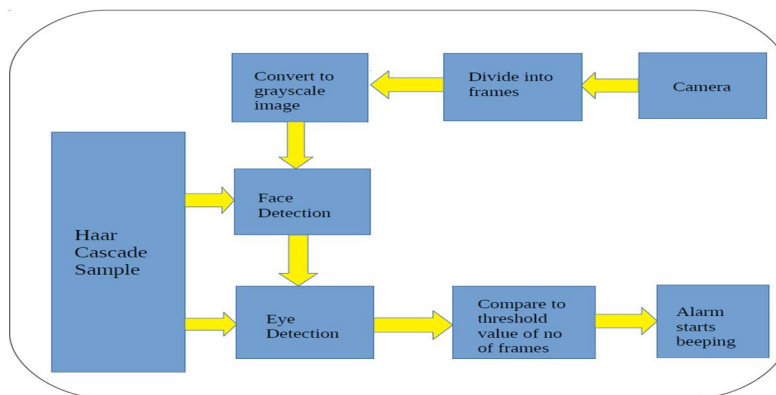 Convert to
grayscale
image
Divide into
frames
Camera
Haar
Cascade
Sample
Face
Detection
Eye
Detection
Compare to
threshold
value of no
of frames
Alarm
starts
beeping